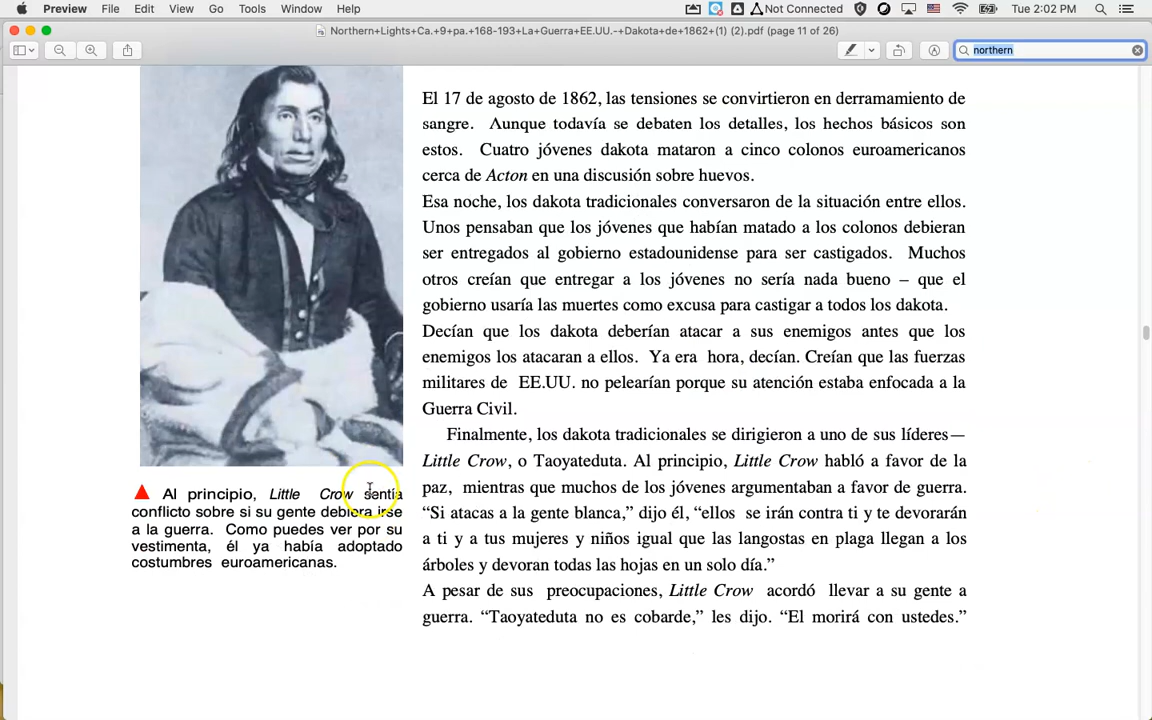 Preview File Edit View Go Tools Window Help Not Connected Tue 2:02 PM
Northern+Lights+Ca.+9+pa.+168-193+La+Guerra+EE.UU.-+Dakota+de+1862+(1) (2).pdf (page 11 of 26)
northern
El 17 de agosto de 1862, las tensiones se convirtieron en derramamiento de
sangre. Aunque todavía se debaten los detalles, los hechos básicos son
estos. Cuatro jóvenes dakota mataron a cinco colonos euroamericanos
cerca de Acton en una discusión sobre huevos.
Esa noche, los dakota tradicionales conversaron de la situación entre ellos.
Unos pensaban que los jóvenes que habían matado a los colonos debieran
ser entregados al gobierno estadounidense para ser castigados. Muchos
otros creían que entregar a los jóvenes no sería nada bueno – que el
gobierno usaría las muertes como excusa para castigar a todos los dakota.
Decían que los dakota deberían atacar a sus enemigos antes que los
enemigos los atacaran a ellos. Ya era hora, decían. Creían que las fuerzas
militares de EE.UU. no pelearían porque su atención estaba enfocada a la
Guerra Civil.
Finalmente, los dakota tradicionales se dirigieron a uno de sus líderes—
Little Crow, o Taoyateduta. Al principio, Little Crow habló a favor de la
paz, mientras que muchos de los jóvenes argumentaban a favor de guerra.
“Si atacas a la gente blanca,” dijo él, “ellos se irán contra ti y te devorarán
a ti y a tus mujeres y niños igual que las langostas en plaga llegan a los
árboles y devoran todas las hojas en un solo día.”
A pesar de sus preocupaciones, Little Crow acordó llevar a su gente a
guerra. “Taoyateduta no es cobarde,” les dijo. “El morirá con ustedes.”
Al principio, Little Crow sentía
conflicto sobre si su gente debiera irse
a la guerra. Como puedes ver por su
vestimenta, él ya había adoptado
costumbres euroamericanas.